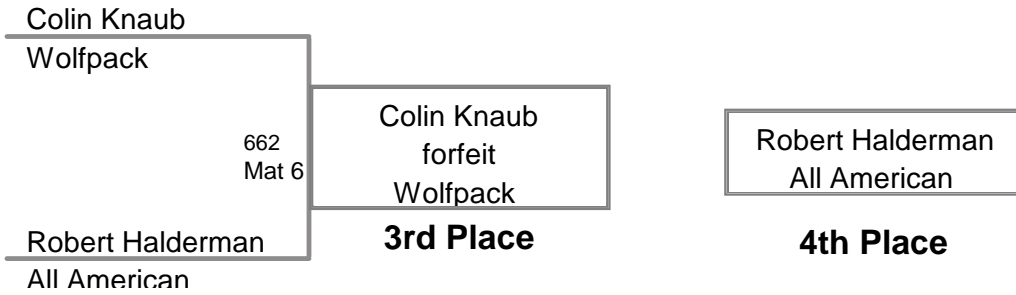 Colin Knaub
Wolfpack
662
Mat 6
Colin Knaub
forfeit
Wolfpack
3rd Place
Robert Halderman
All American
4th Place
Robert Halderman
All American